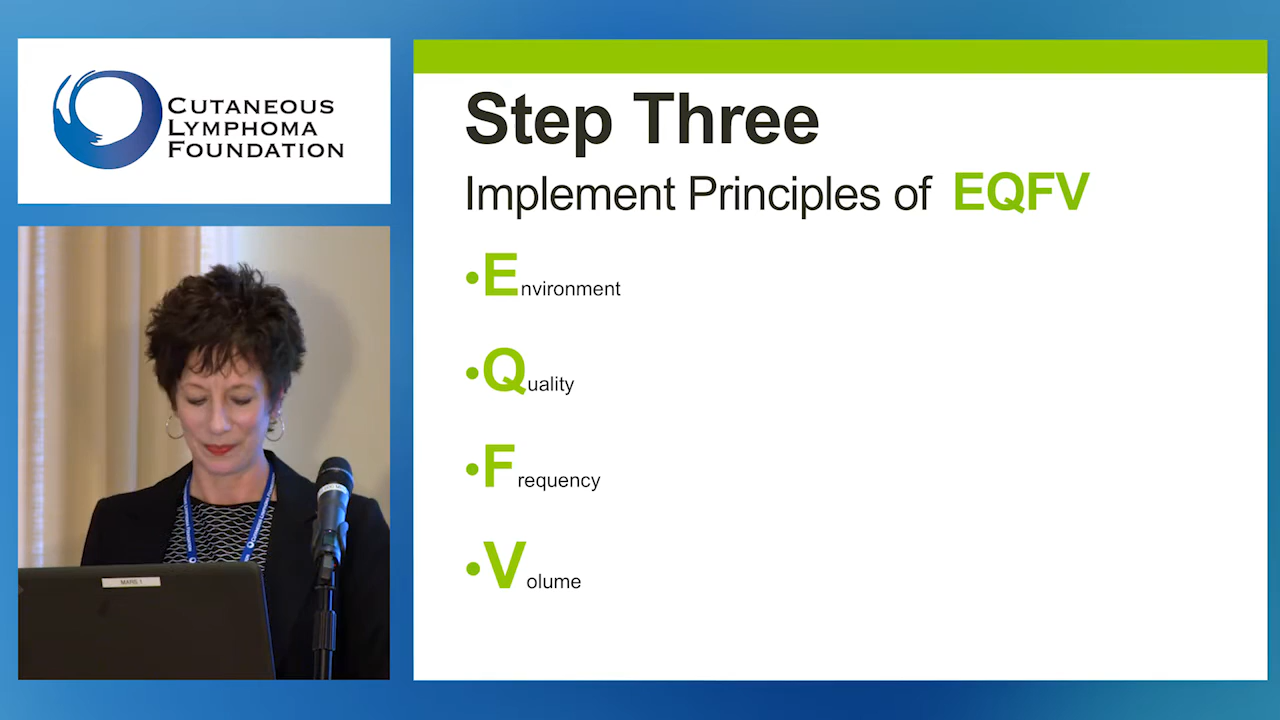 CUTANEOUS
LYMPHOMA
FOUNDATION
Step Three
Implement Principles of EQFV
•Environment
•Quality
•Frequency
•Volume